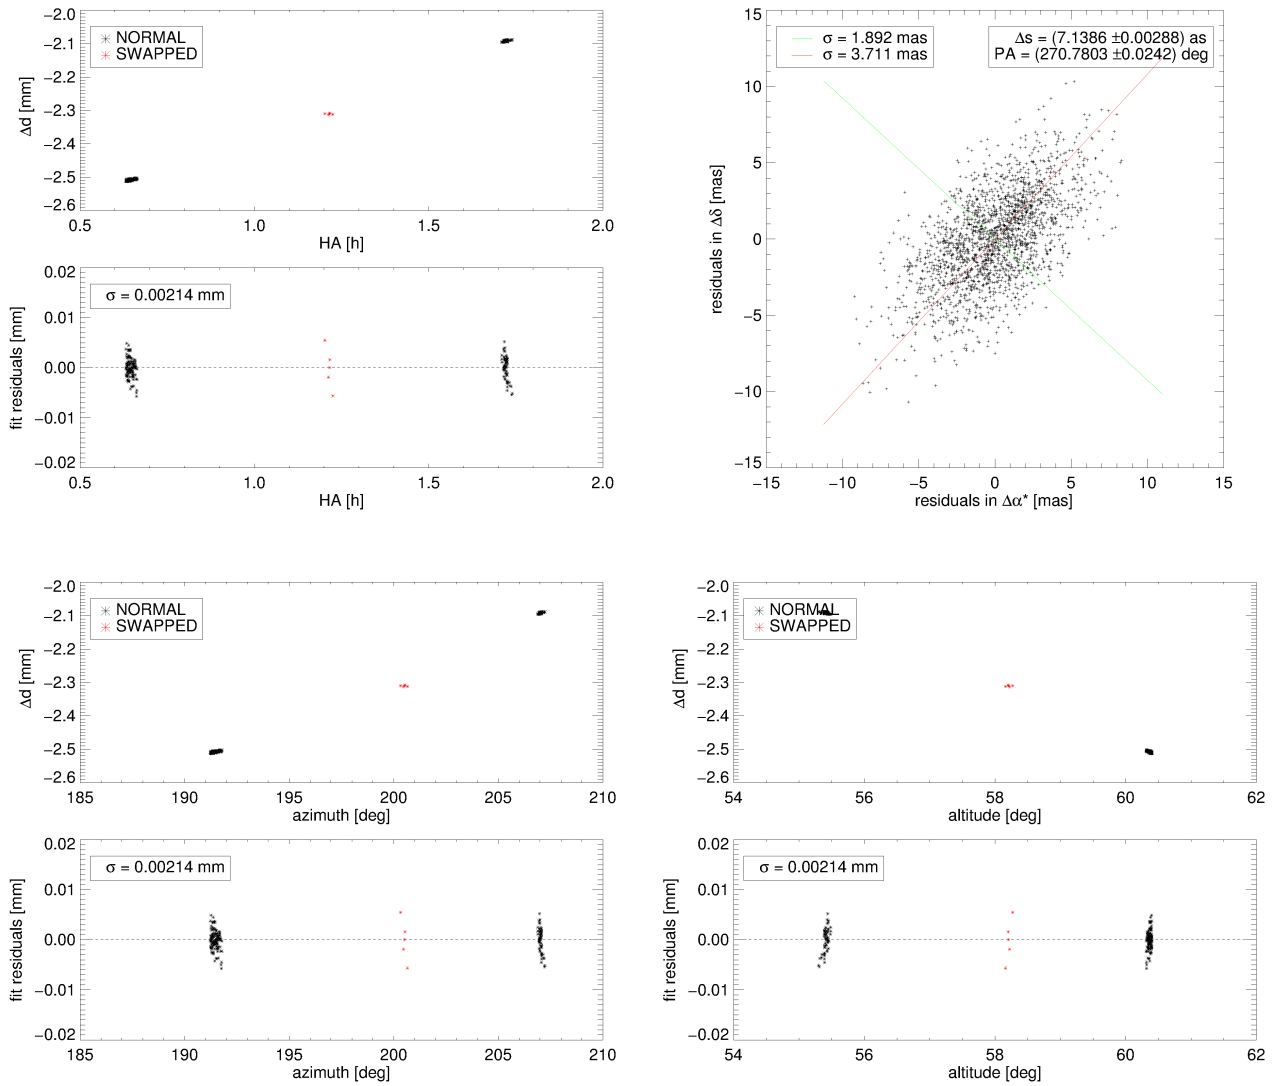 −2.0
−2.1
−2.2
−2.3
−2.4
−2.5
−2.6
Δd [mm]
NORMAL
SWAPPED
0.5
1.0
1.5
2.0
HA [h]
0.02
0.01
0.00
−0.01
−0.02
fit residuals [mm]
σ = 0.00214 mm
0.5
1.0
1.5
2.0
HA [h]
15
10
5
0
−5
−10
−15
residuals in Δδ [mas]
σ = 1.892 mas
σ = 3.711 mas
Δs = (7.1386 ±0.00288) as
PA = (270.7803 ±0.0242) deg
−15
−10
−5
0
5
10
15
residuals in Δα* [mas]
−2.0
−2.1
−2.2
−2.3
−2.4
−2.5
−2.6
Δd [mm]
NORMAL
SWAPPED
185
190
195
200
205
210
azimuth [deg]
−2.0
−2.1
−2.2
−2.3
−2.4
−2.5
−2.6
Δd [mm]
NORMAL
SWAPPED
54
56
58
60
62
altitude [deg]
0.02
0.01
0.00
−0.01
−0.02
fit residuals [mm]
σ = 0.00214 mm
185
190
195
200
205
210
azimuth [deg]
0.02
0.01
0.00
−0.01
−0.02
fit residuals [mm]
σ = 0.00214 mm
54
56
58
60
62
altitude [deg]